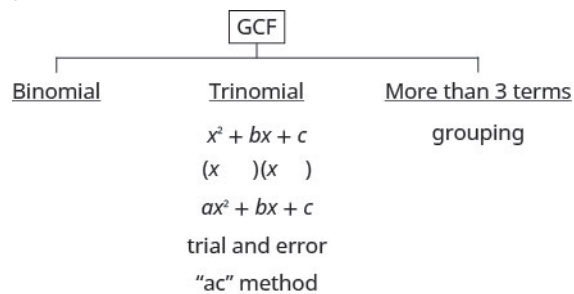 GCF
Binomial Trinomial More than 3 terms
x² + bx + c grouping
(x )(x )
ax² + bx + c
trial and error
“ac” method